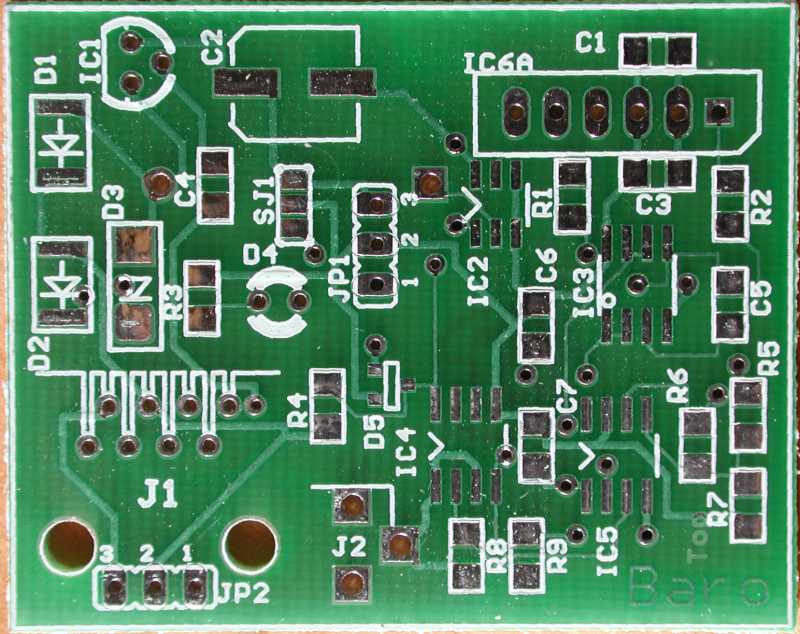 C1
IC1
C2
D1
IC6A
C4
SJ1
3
R1
C3
R2
D3
2
JP1
1
IC2
C6
IC3
C5
D4
R3
D2
R4
D5
IC4
C7
R6
R5
J1
R7
Top
J2
R8
R9
IC5
3 2 1
JP2
Baro